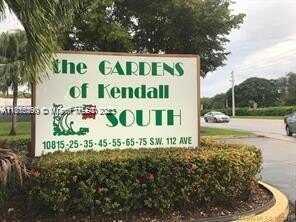 the GARDENS
of Kendall
SOUTH
10815-25-35-45-55-65-75 S.W. 112 AVE